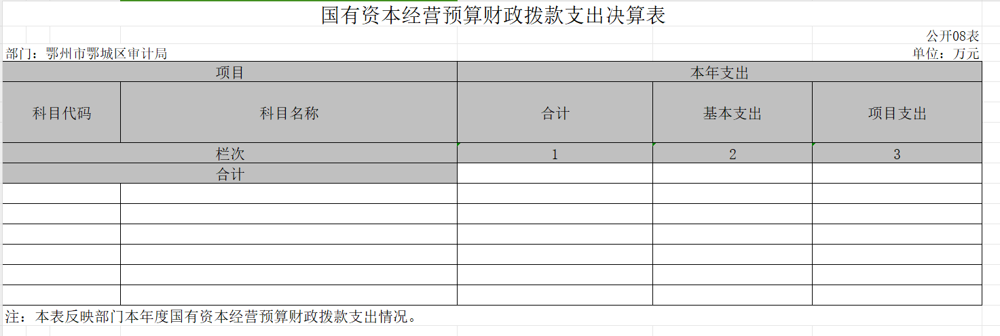 国有资本经营预算财政拨款支出决算表
公开08表
部门：鄂州市鄂城区审计局 单位：万元
项目 本年支出
科目代码 科目名称 合计 基本支出 项目支出
栏次 1 2 3
合计
注：本表反映部门本年度国有资本经营预算财政拨款支出情况。